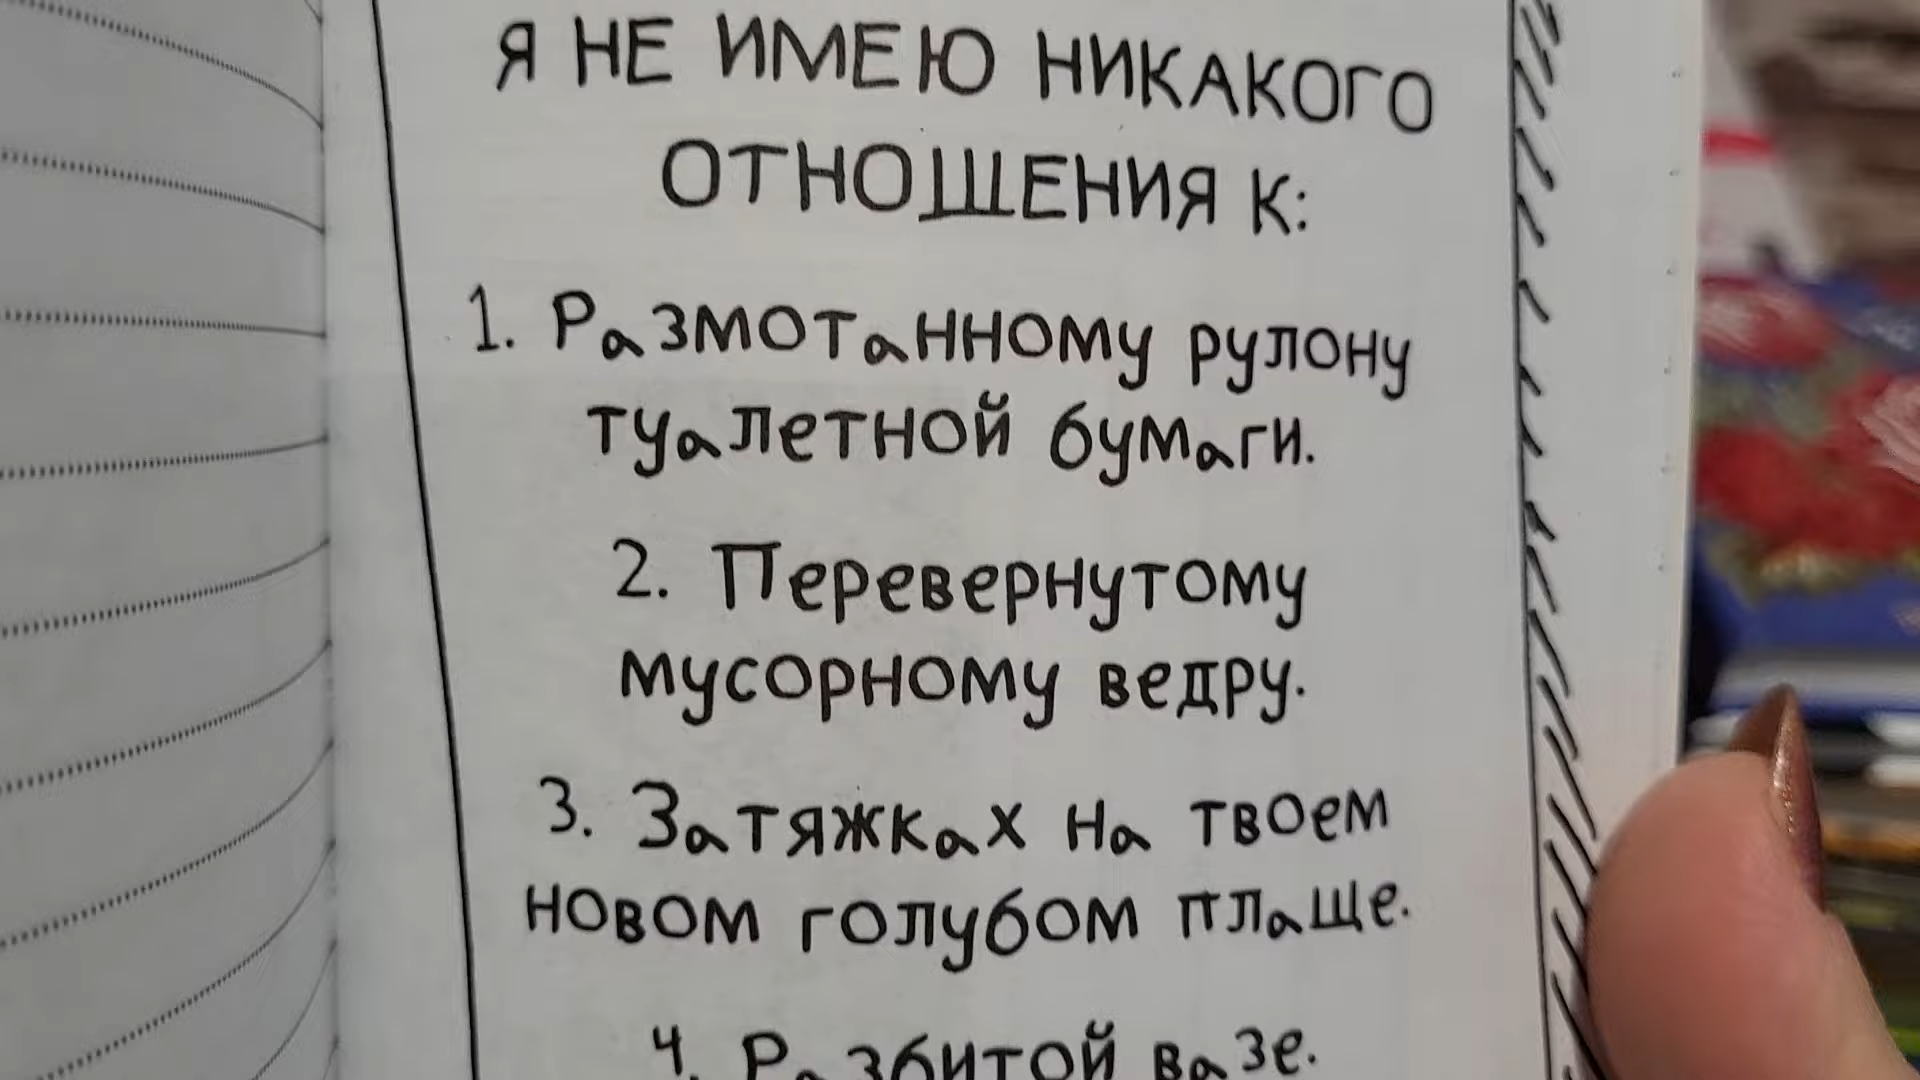 Я НЕ ИМЕЮ НИКАКОГО
ОТНОШЕНИЯ К:
1. Размотанному рулону
туалетной бумаги.
2. Перевернутому
мусорному ведру.
3. Затяжках на твоем
новом голубом плаще.
4. Разбитой вазе.